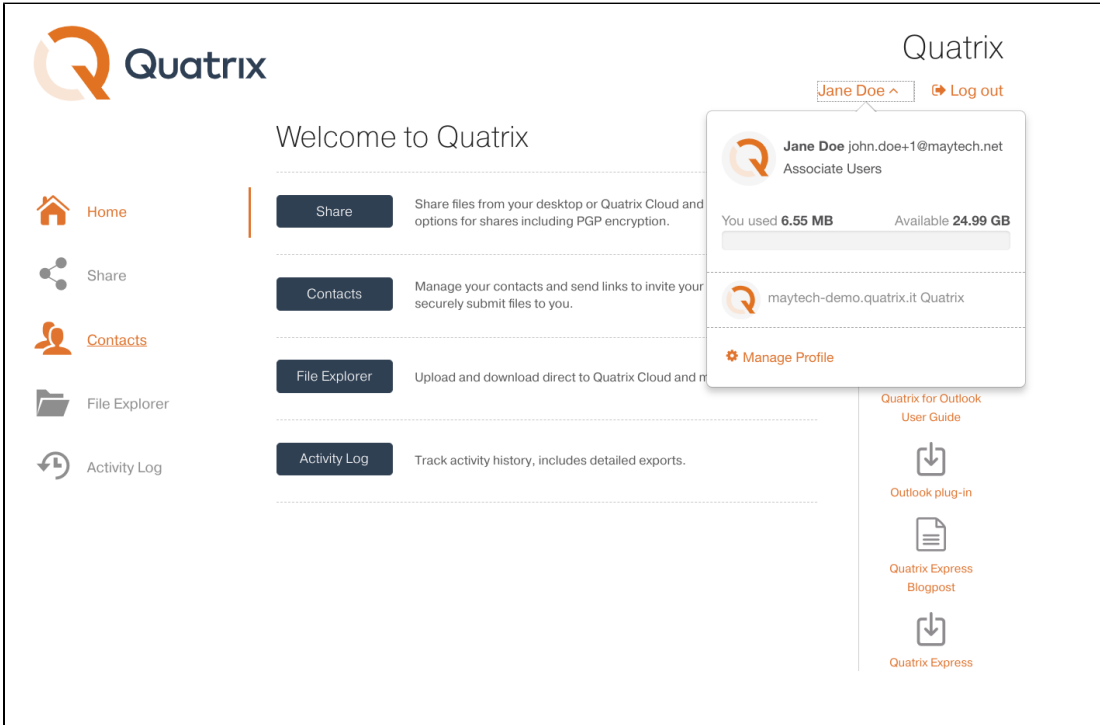 Quatrix
Quatrix
Jane Doe
Log out
Welcome to Quatrix
Jane Doe john.doe+1@maytech.net
Associate Users
You used 6.55 MB
Available 24.99 GB
maytech-demo.quatrix.it Quatrix
Manage Profile
Home
Share
Contacts
File Explorer
Activity Log
Share
Share files from your desktop or Quatrix Cloud and
options for shares including PGP encryption.
Contacts
Manage your contacts and send links to invite your
securely submit files to you.
File Explorer
Upload and download direct to Quatrix Cloud and
Activity Log
Track activity history, includes detailed exports.
Quatrix for Outlook
User Guide
Outlook plug-in
Quatrix Express
Blogpost
Quatrix Express